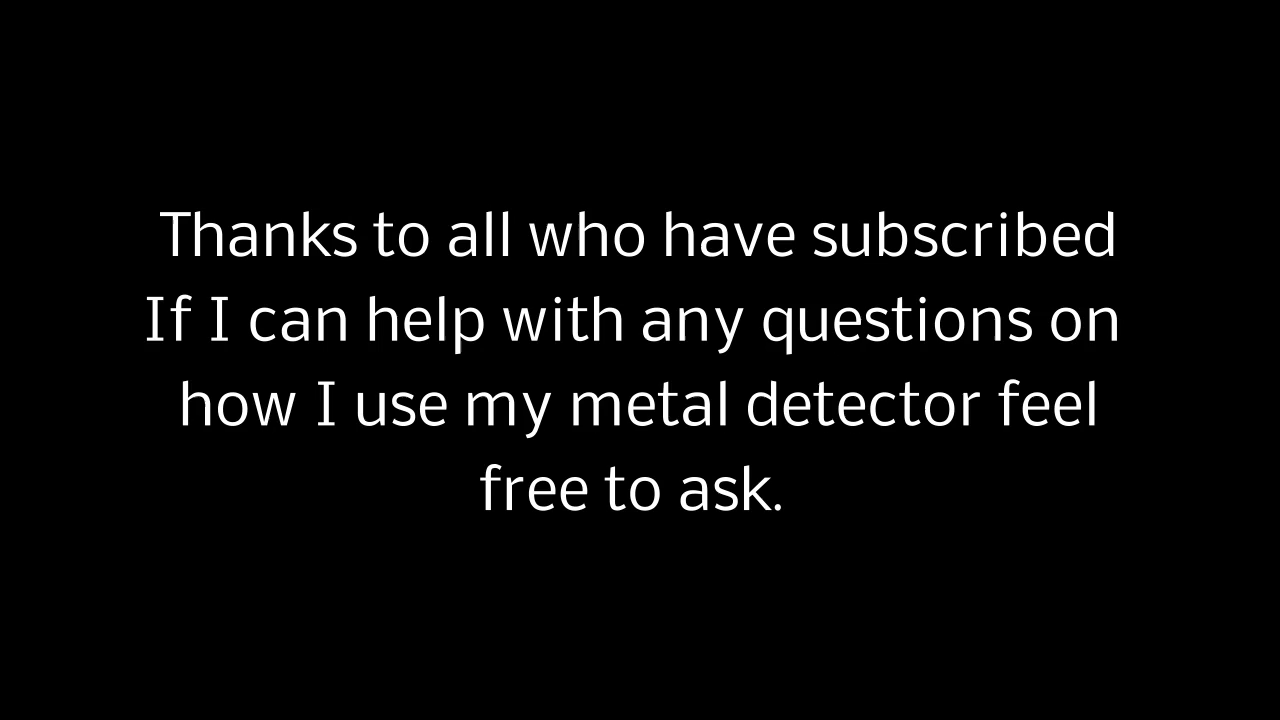 Thanks to all who have subscribed
If I can help with any questions on
how I use my metal detector feel
free to ask.